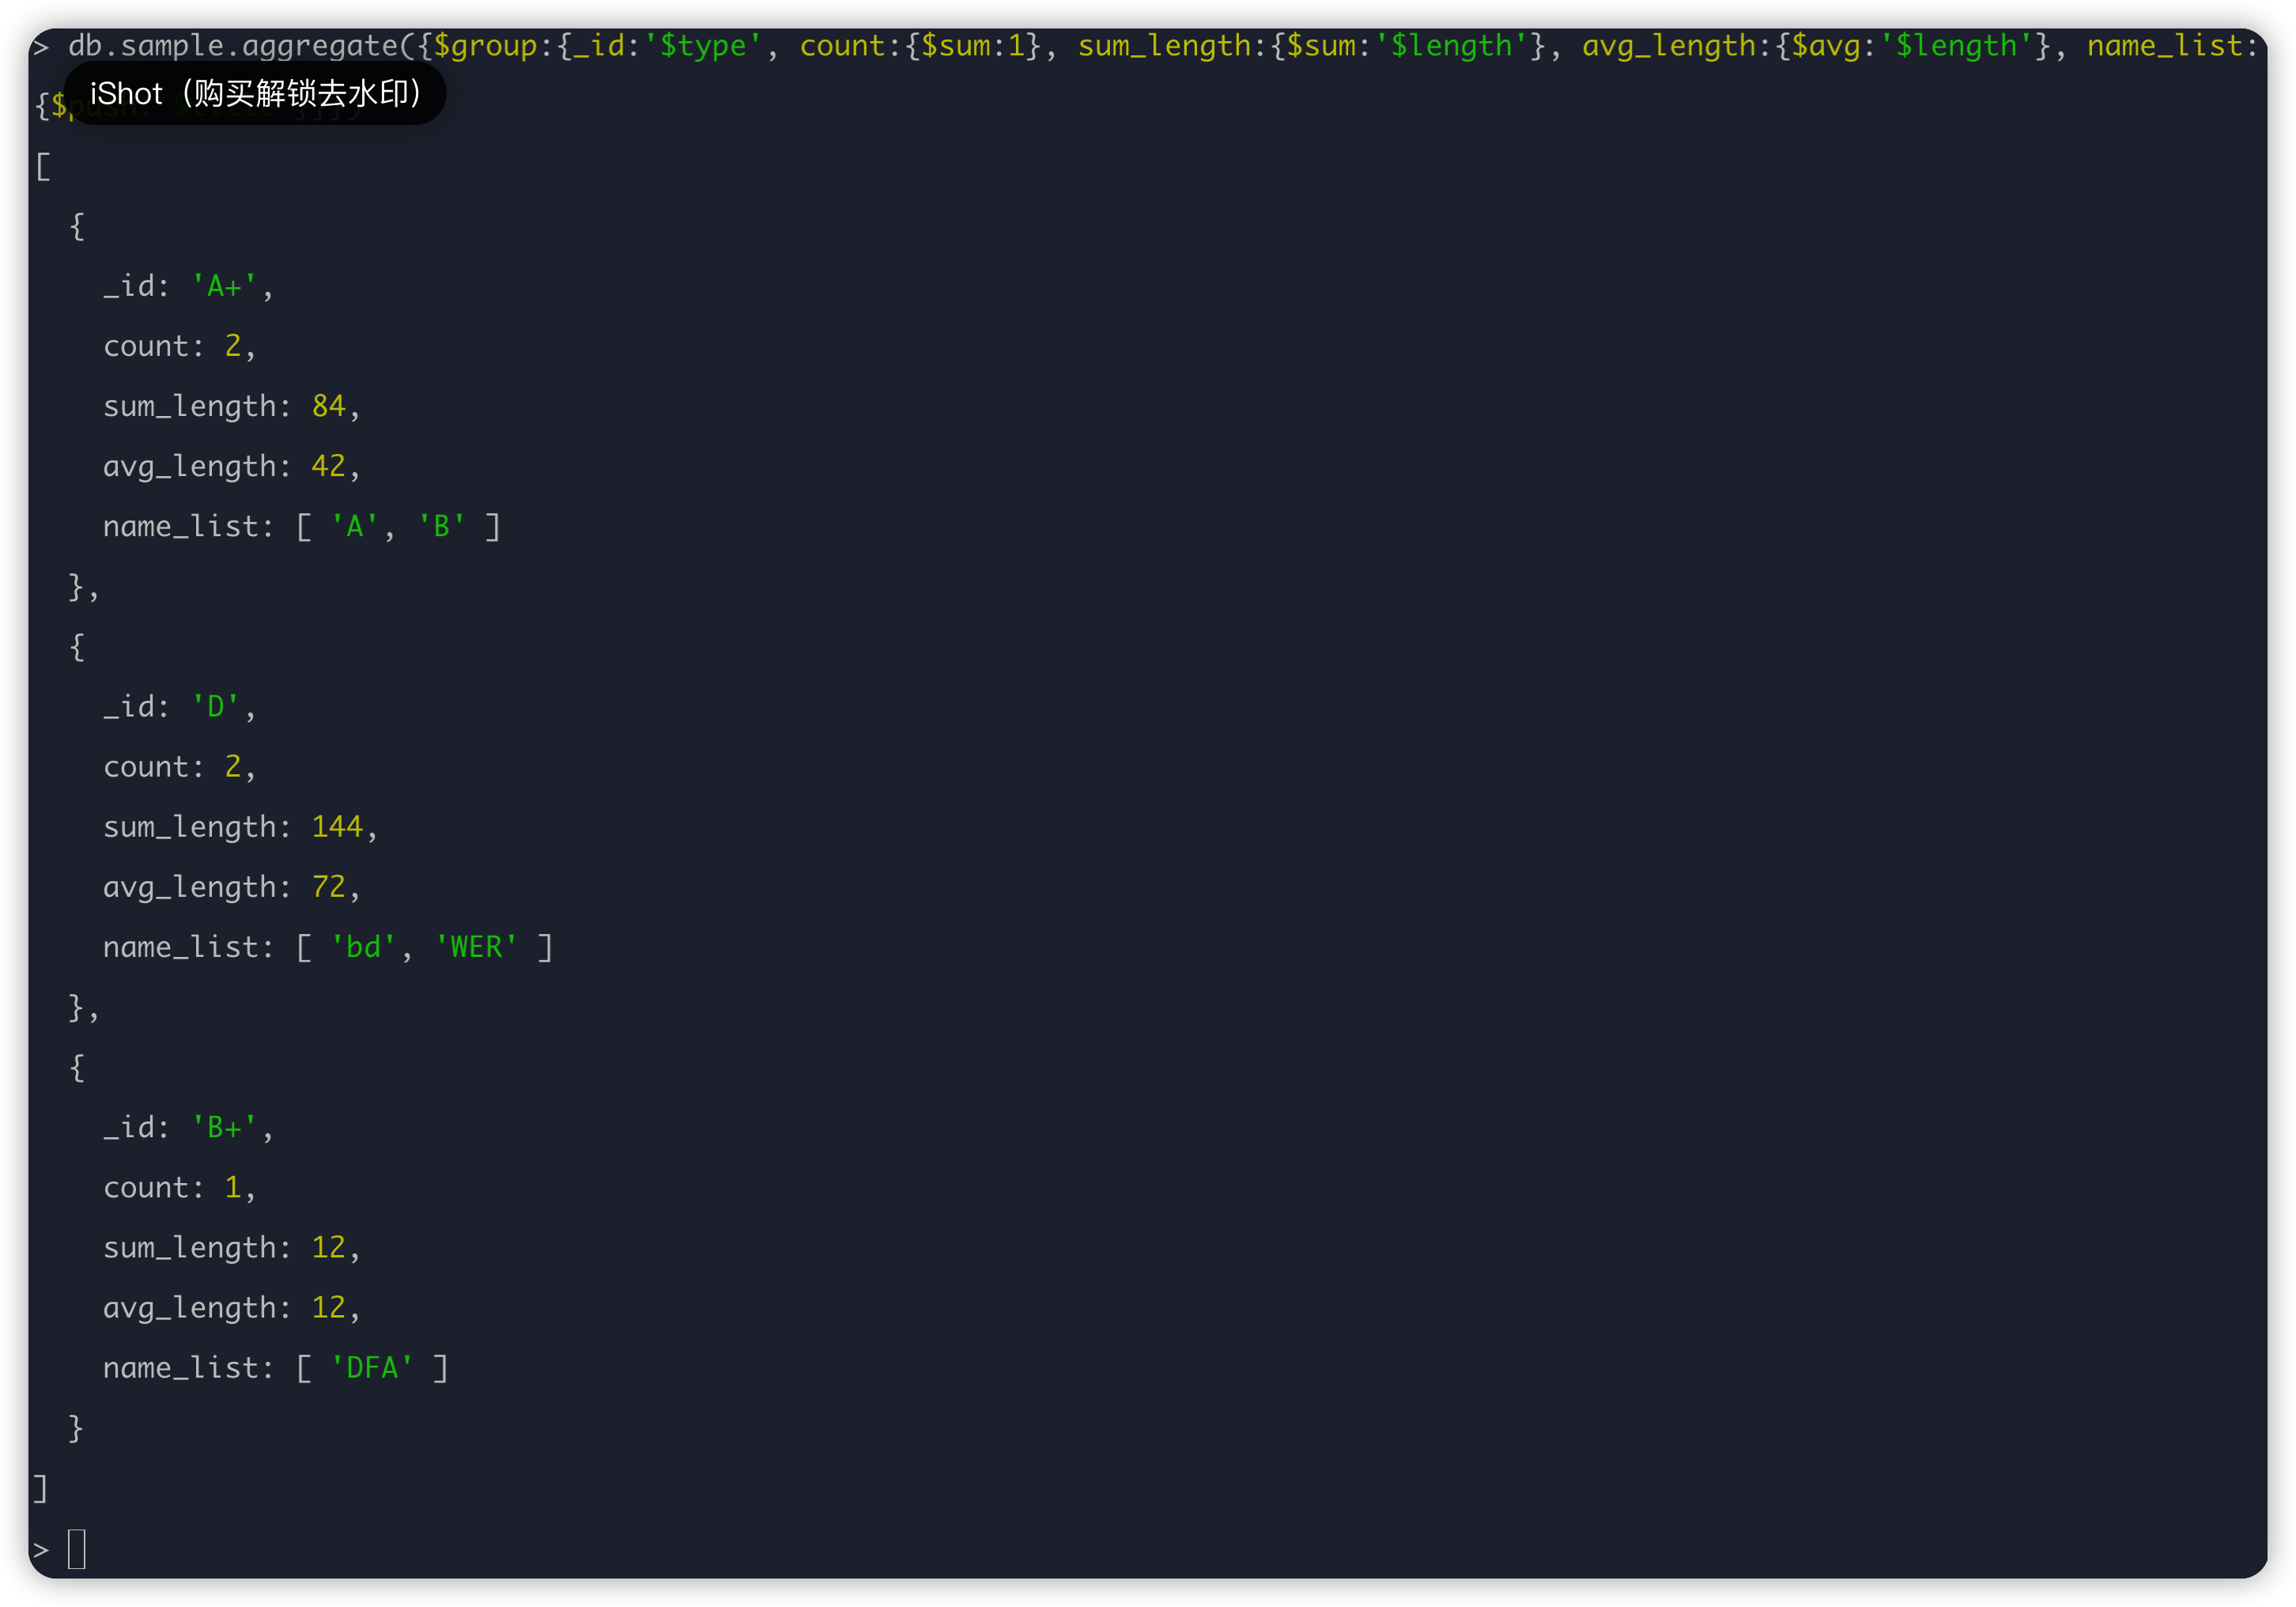 > db.sample.aggregate({$group:{_id:'$type', count:{$sum:1}, sum_length:{$sum:'$length'}, avg_length:{$avg:'$length'}, name_list:
iShot（购买解锁去水印）
{$
[
  {
    _id: 'A+',
    count: 2,
    sum_length: 84,
    avg_length: 42,
    name_list: [ 'A', 'B' ]
  },
  {
    _id: 'D',
    count: 2,
    sum_length: 144,
    avg_length: 72,
    name_list: [ 'bd', 'WER' ]
  },
  {
    _id: 'B+',
    count: 1,
    sum_length: 12,
    avg_length: 12,
    name_list: [ 'DFA' ]
  }
]
>